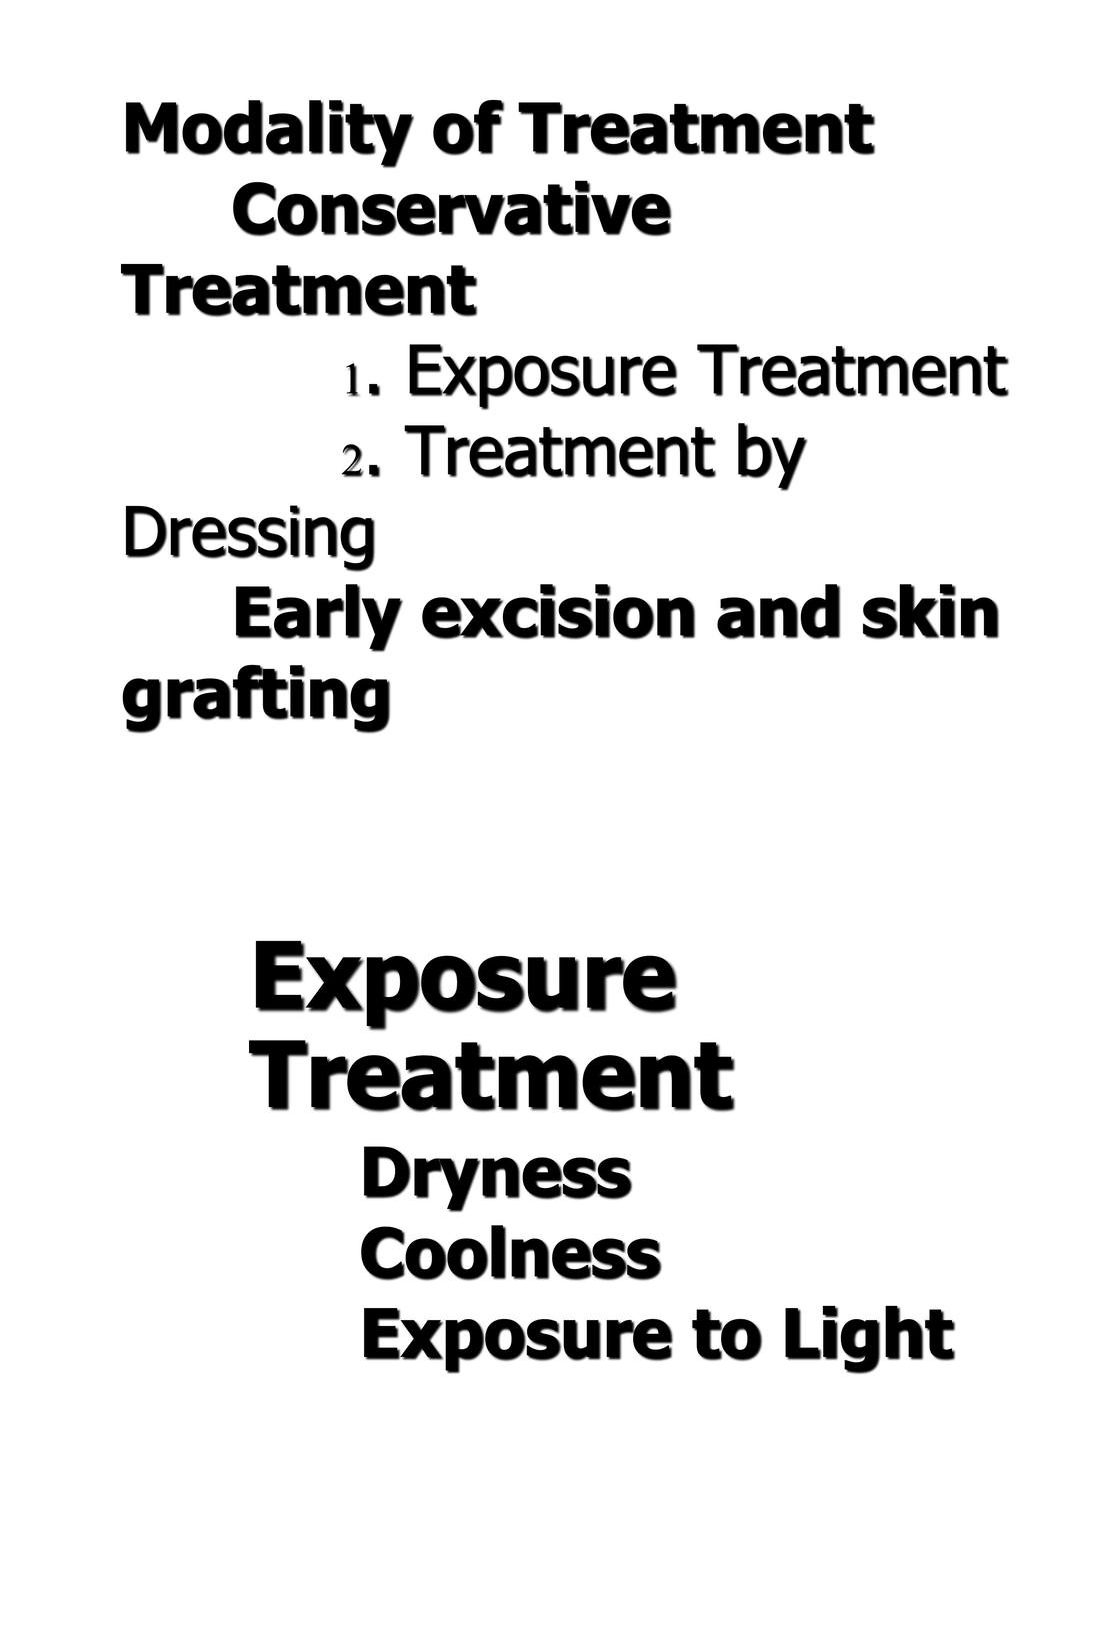 Modality of Treatment
Conservative
Treatment
1. Exposure Treatment
2. Treatment by
Dressing
Early excision and skin
grafting
Exposure
Treatment
Dryness
Coolness
Exposure to Light